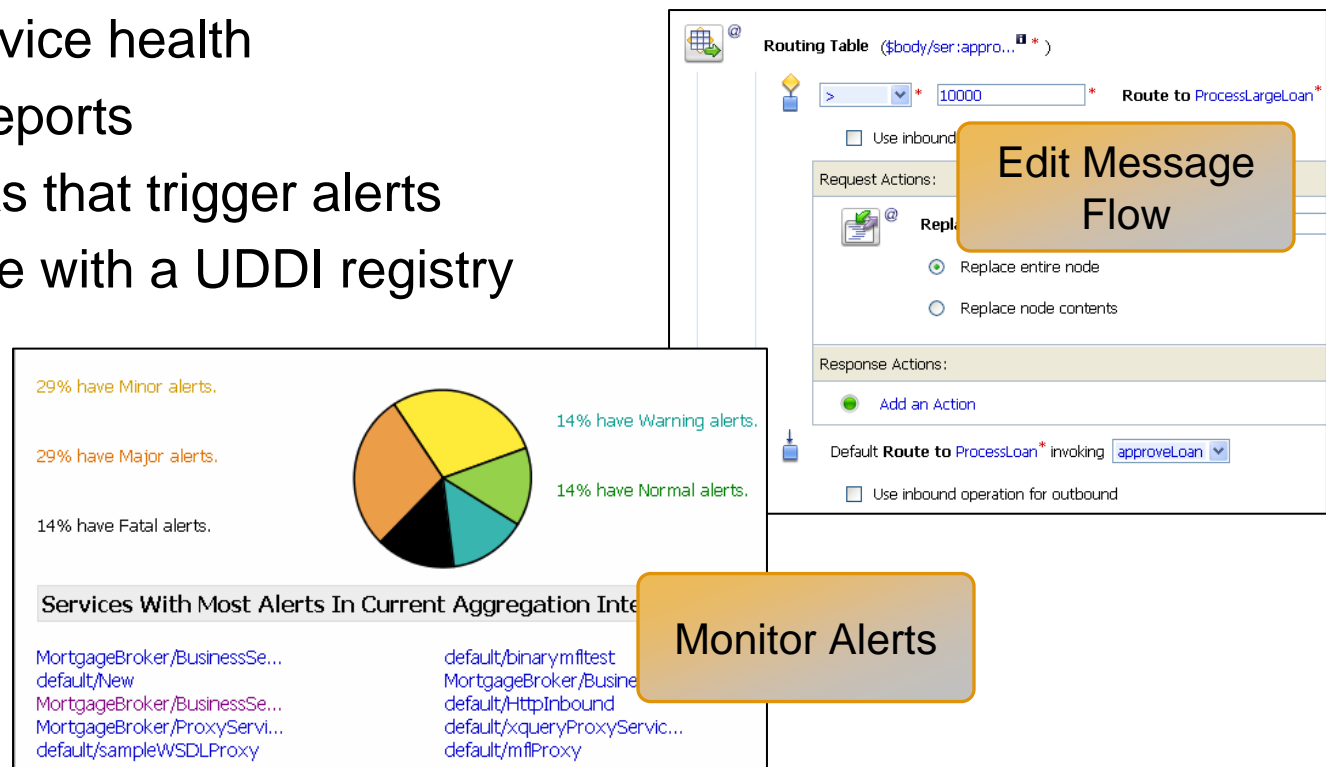 vice health
eports
s that trigger alerts
e with a UDDI registry
@ Routing Table ($body/ser:appro... * )
> * 10000 * Route to ProcessLargeLoan*
Use inbound
Edit Message
Flow
Request Actions:
@ Repla
Replace entire node
Replace node contents
Response Actions:
Add an Action
Default Route to ProcessLoan* invoking approveLoan
Use inbound operation for outbound
29% have Minor alerts.
14% have Warning alerts.
29% have Major alerts.
14% have Normal alerts.
14% have Fatal alerts.
Services With Most Alerts In Current Aggregation Inte
Monitor Alerts
MortgageBroker/BusinessSe... default/binarymfltest
default/New MortgageBroker/Busine
MortgageBroker/BusinessSe... default/HttpInbound
MortgageBroker/ProxyServi... default/xqueryProxyServic...
default/sampleWSDLProxy default/mflProxy